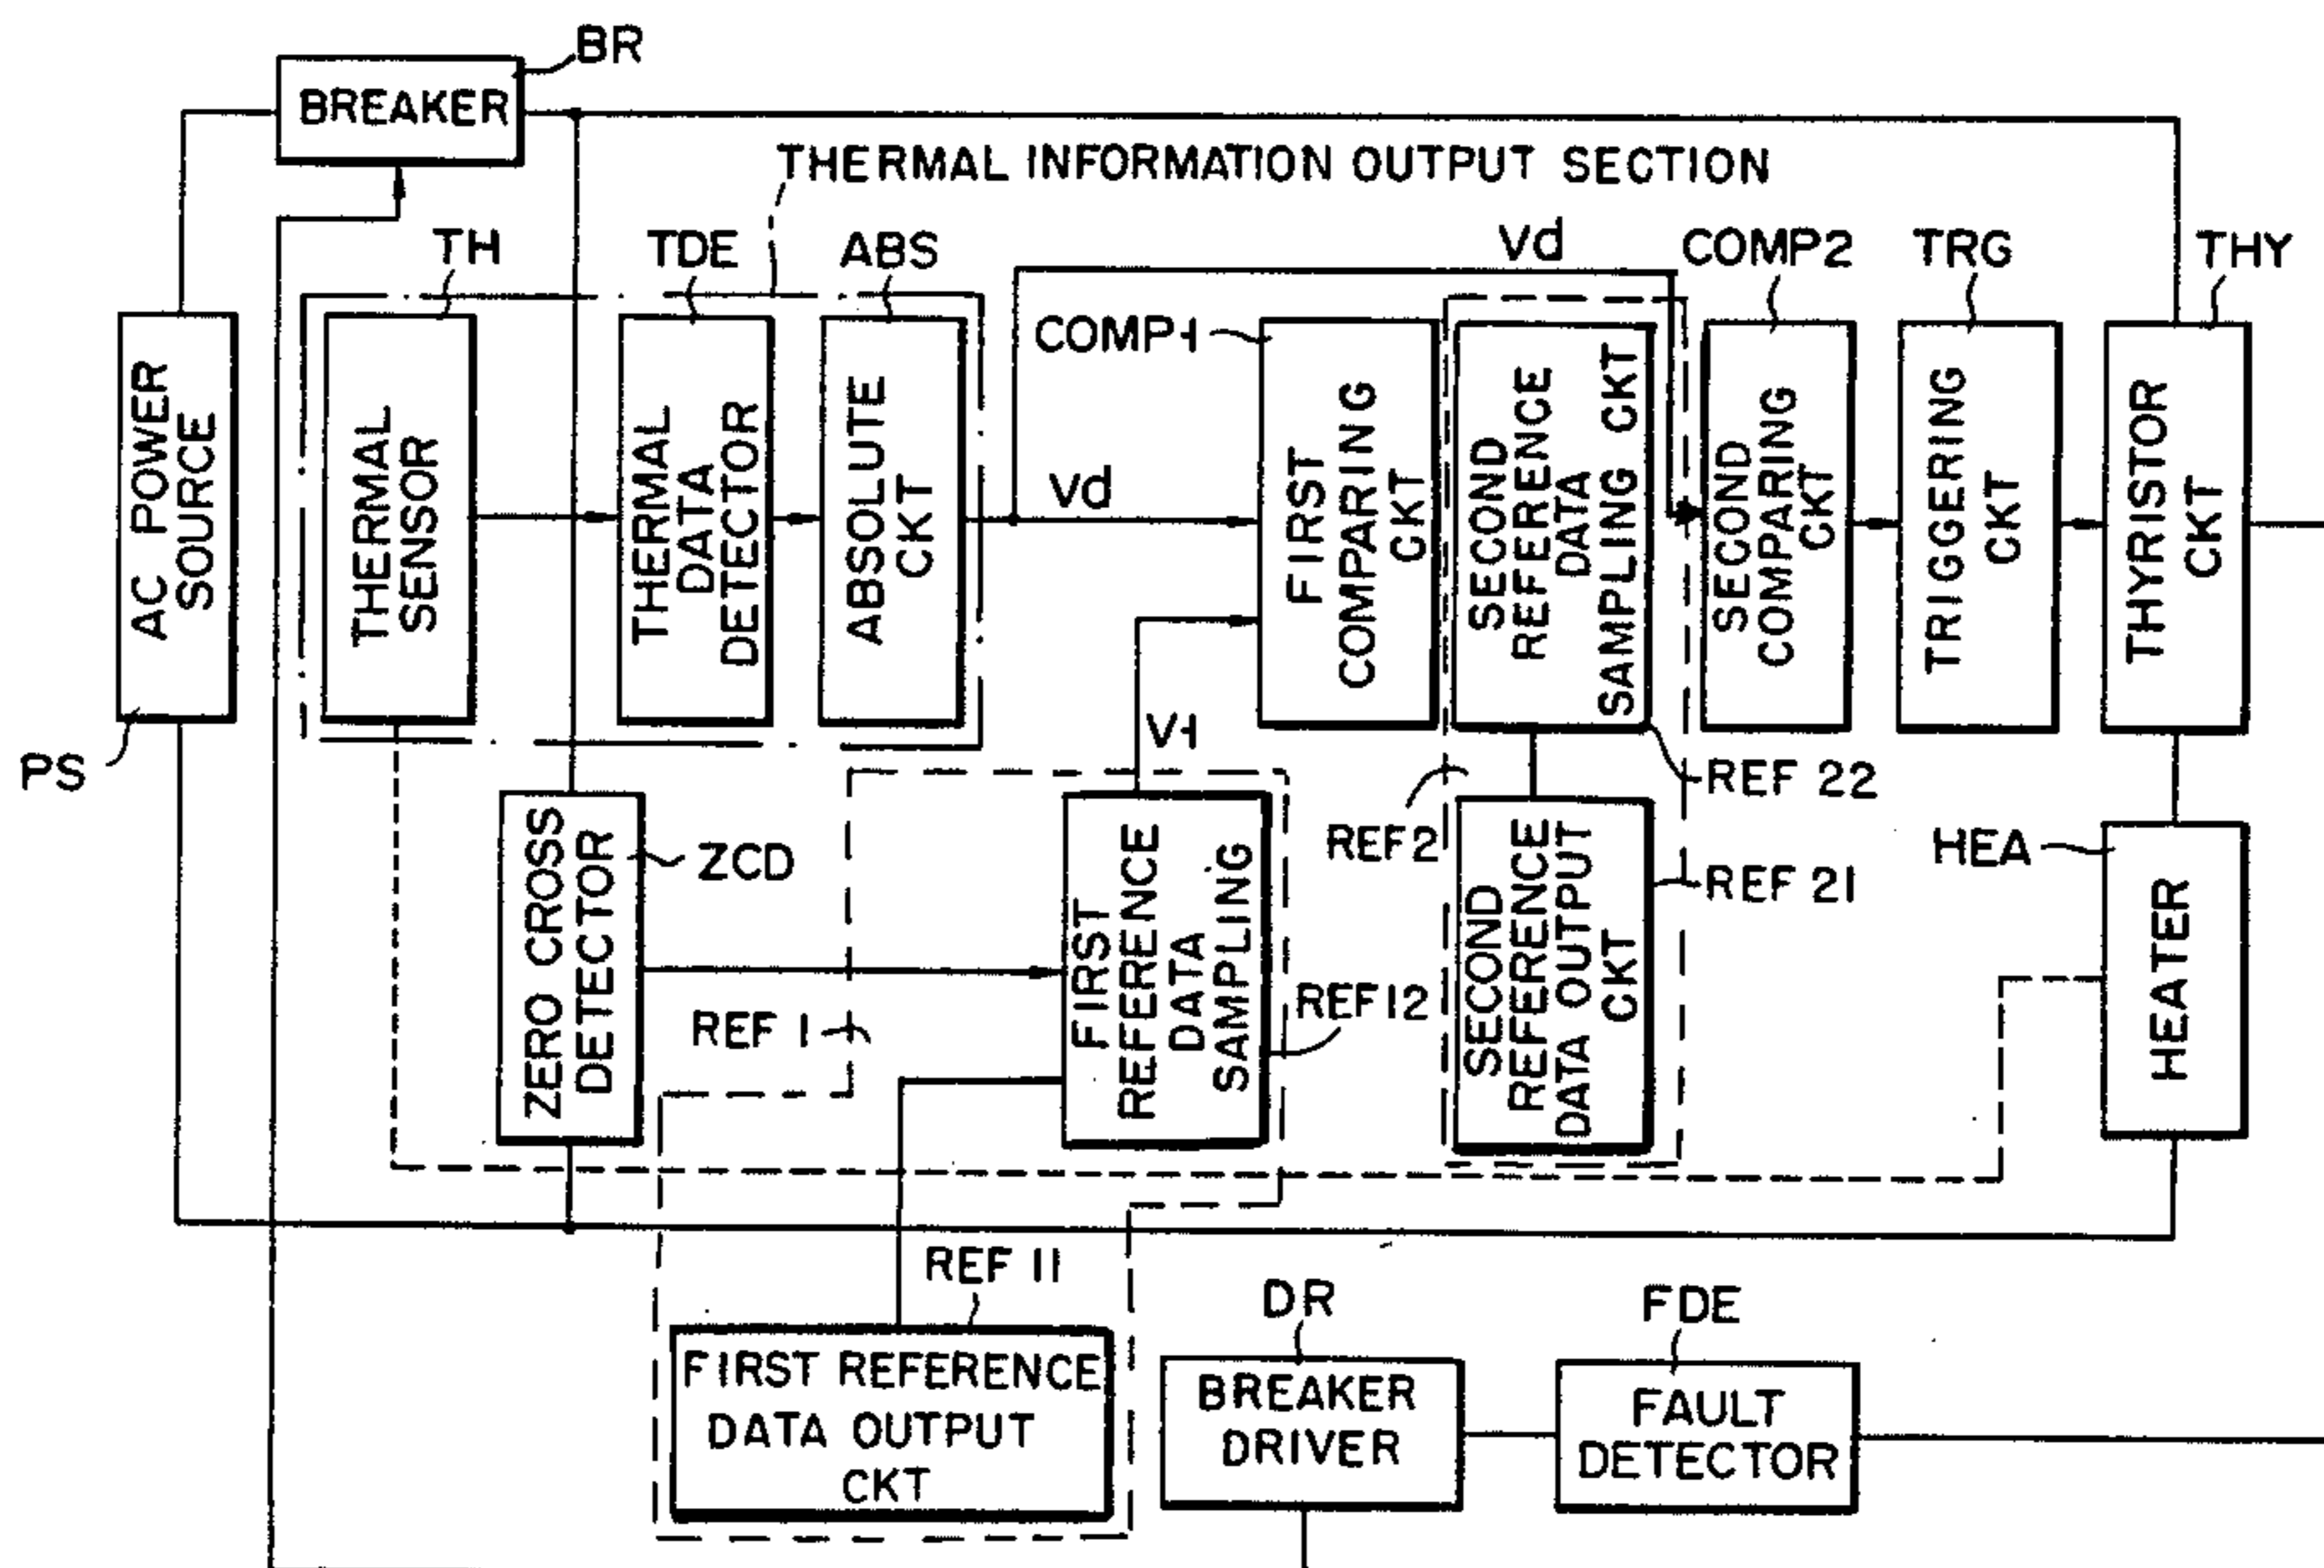 BR
BREAKER
THERMAL INFORMATION OUTPUT SECTION
TH
TDE
ABS
Vd
COMP2
TRG
THY
COMP1
AC POWER
SOURCE
THERMAL
SENSOR
THERMAL
DATA
DETECTOR
ABSOLUTE
CKT
Vd
FIRST
COMPARING
CKT
SECOND
REFERENCE
DATA
SAMPLING CKT
SECOND
COMPARING
CKT
TRIGGERING
CKT
THYRISTOR
CKT
PS
V1
REF 22
ZERO CROSS
DETECTOR
ZCD
FIRST
REFERENCE
DATA
SAMPLING
REF2
SECOND
REFERENCE
DATA OUTPUT
CKT
REF 21
HEA
HEATER
REF 1
REF12
REF 11
FIRST REFERENCE
DATA OUTPUT
CKT
DR
BREAKER
DRIVER
FDE
FAULT
DETECTOR